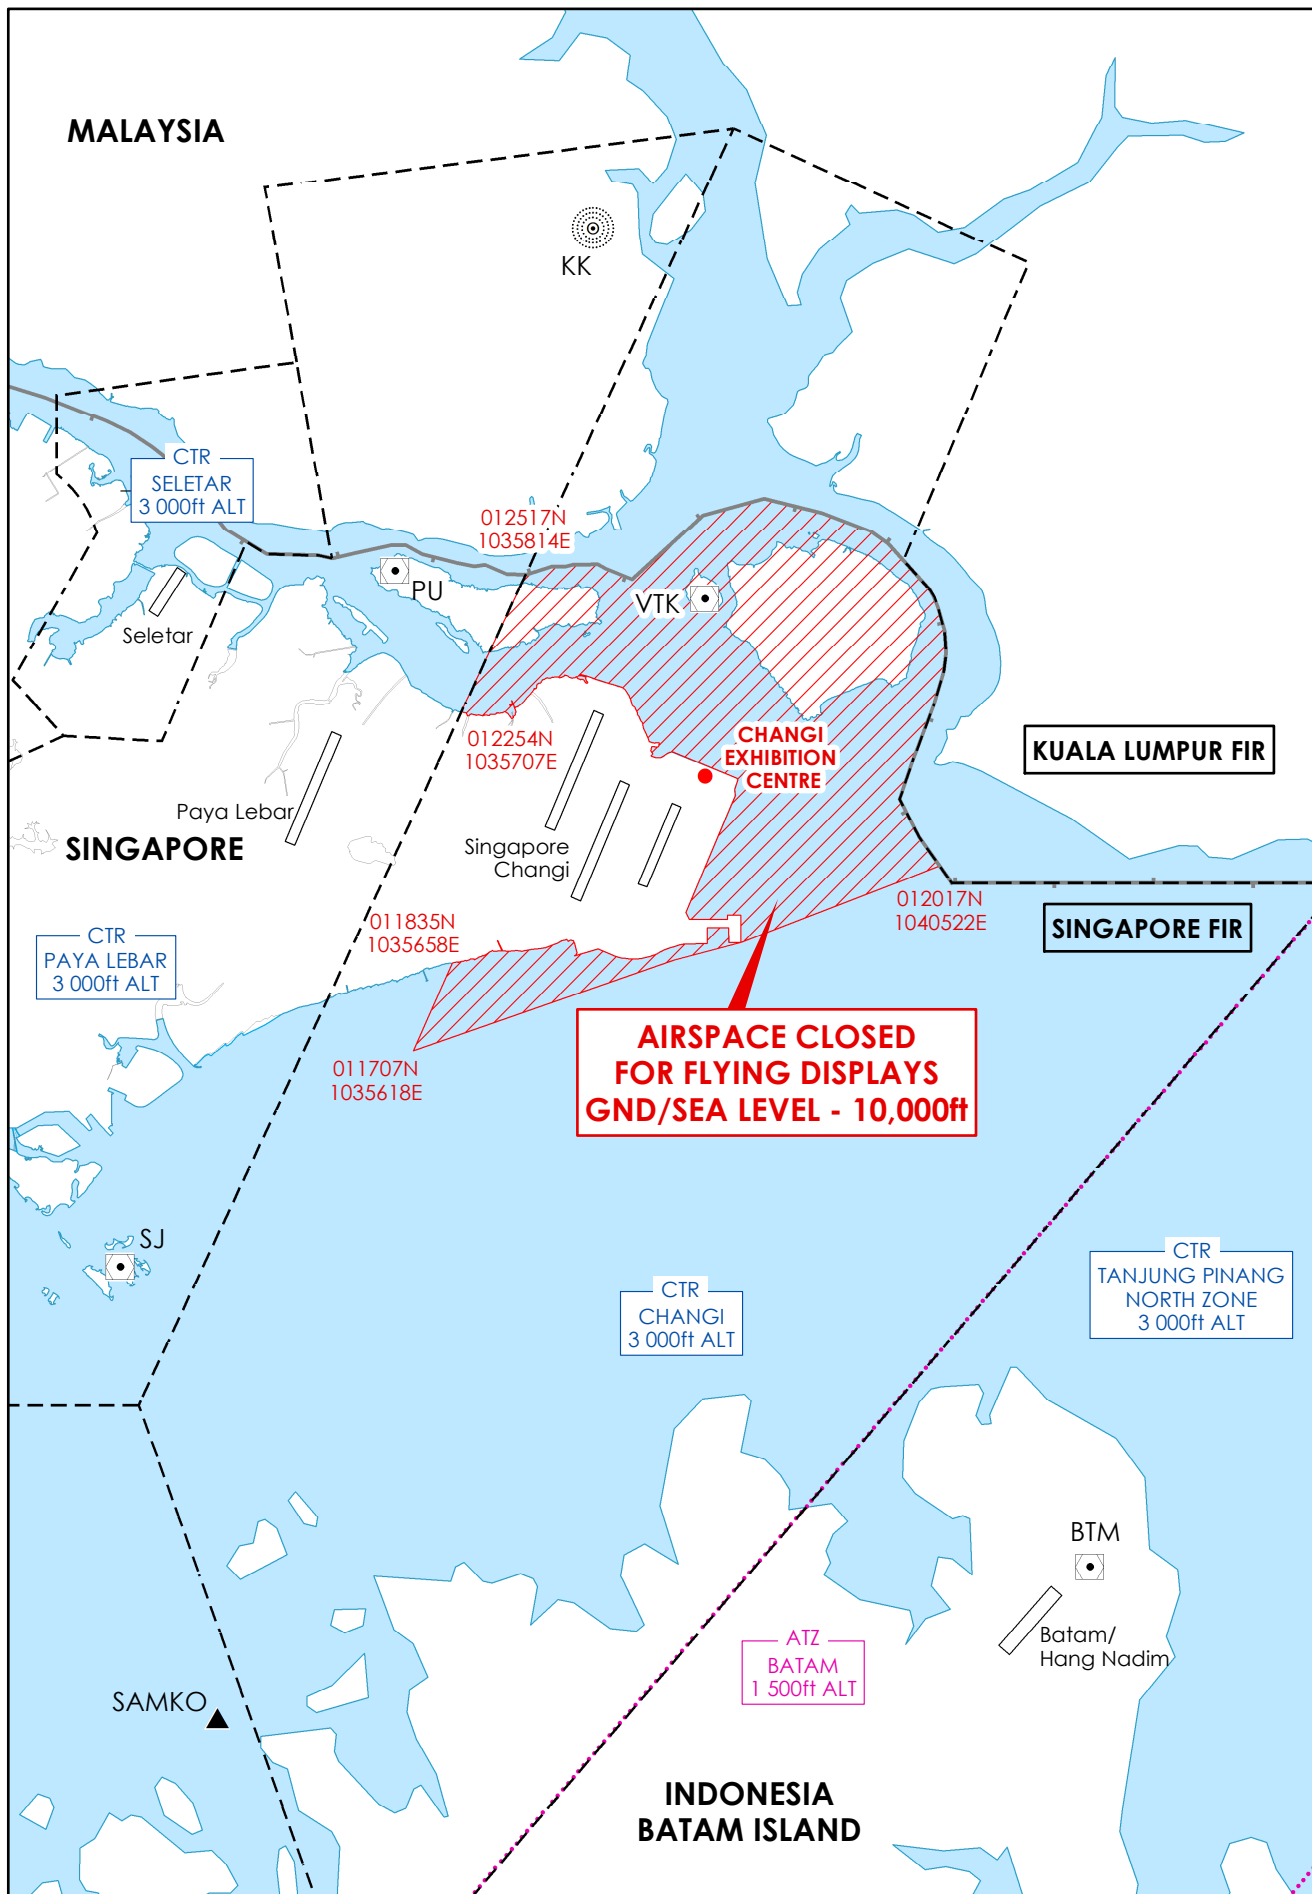 MALAYSIA
KK
CTR
SELETAR
3 000ft ALT
012517N
1035814E
PU
VTK
Seletar
012254N
1035707E
CHANGI
EXHIBITION
CENTRE
KUALA LUMPUR FIR
Paya Lebar
SINGAPORE
Singapore
Changi
012017N
1040522E
SINGAPORE FIR
011835N
1035658E
CTR
PAYA LEBAR
3 000ft ALT
AIRSPACE CLOSED
FOR FLYING DISPLAYS
GND/SEA LEVEL - 10,000ft
011707N
1035618E
SJ
CTR
CHANGI
3 000ft ALT
CTR
TANJUNG PINANG
NORTH ZONE
3 000ft ALT
BTM
Batam/
Hang Nadim
ATZ
BATAM
1 500ft ALT
SAMKO
INDONESIA
BATAM ISLAND